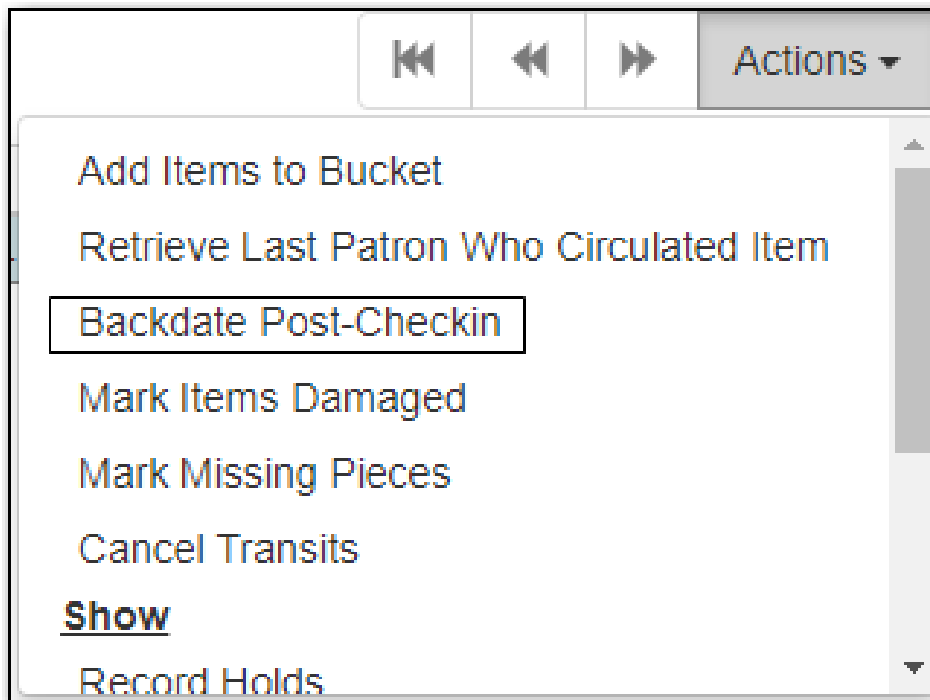 Actions
Add Items to Bucket
Retrieve Last Patron Who Circulated Item
Backdate Post-Checkin
Mark Items Damaged
Mark Missing Pieces
Cancel Transits
Show
Record Holds